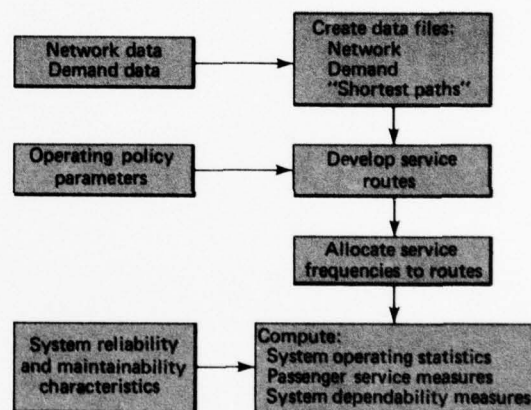 Network data
Demand data
Create data files:
Network
Demand
"Shortest paths"
Operating policy
parameters
Develop service
routes
Allocate service
frequencies to routes
System reliability
and maintainability
characteristics
Compute:
System operating statistics
Passenger service measures
System dependability measures